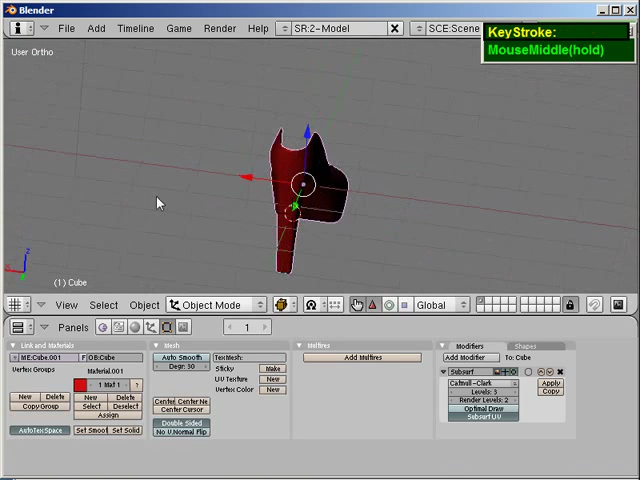 Blender
File Add Timeline Game Render Help SR:2-Model SCE:Scene
KeyStroke:
MouseMiddle(hold)
User Ortho
z
x
(1) Cube
View Select Object Object Mode Global
Panels 1
Link and Materials Mesh Multires Modifiers Shapes
ME:Cube.001 F OB:Cube Auto Smooth TexMesh: Add Multires Add Modifier To: Cube
Vertex Groups Material.001 Degr: 30 Sticky Make Subsurf Apply
1 Mat 1 ? UV Texture New Catmull-Clark Copy
New Delete New Delete Vertex Color New Levels: 3
Copy Group Select Deselect Center Center Ne Render Levels: 2
Assign Center Cursor Optimal Draw
AutoTexSpace Set Smoot Set Solid Double Sided Subsurf UV
No V.Normal Flip